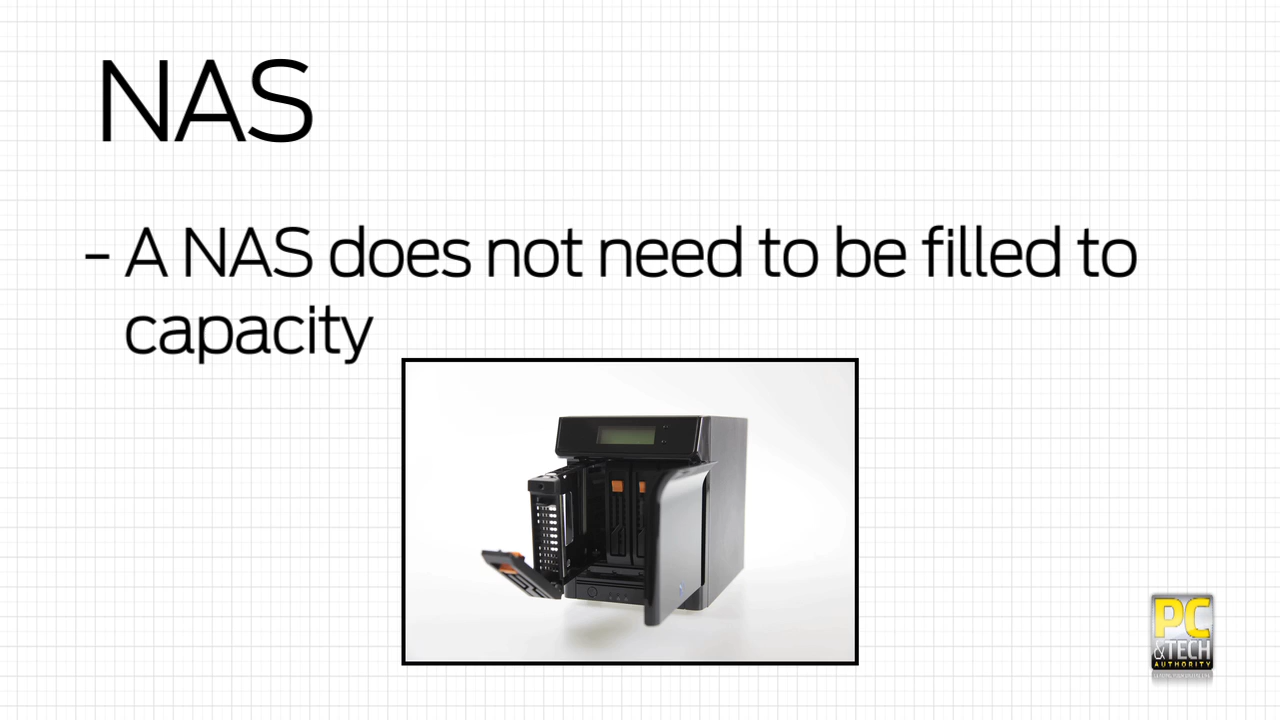 NAS
- A NAS does not need to be filled to
capacity
PC
&TECH
AUTHORITY